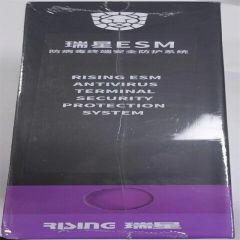 瑞星ESM
防病毒终端安全防护系统
RISING ESM
ANTIVIRUS
TERMINAL
SECURITY
PROTECTION
SYSTEM
RISING 瑞星